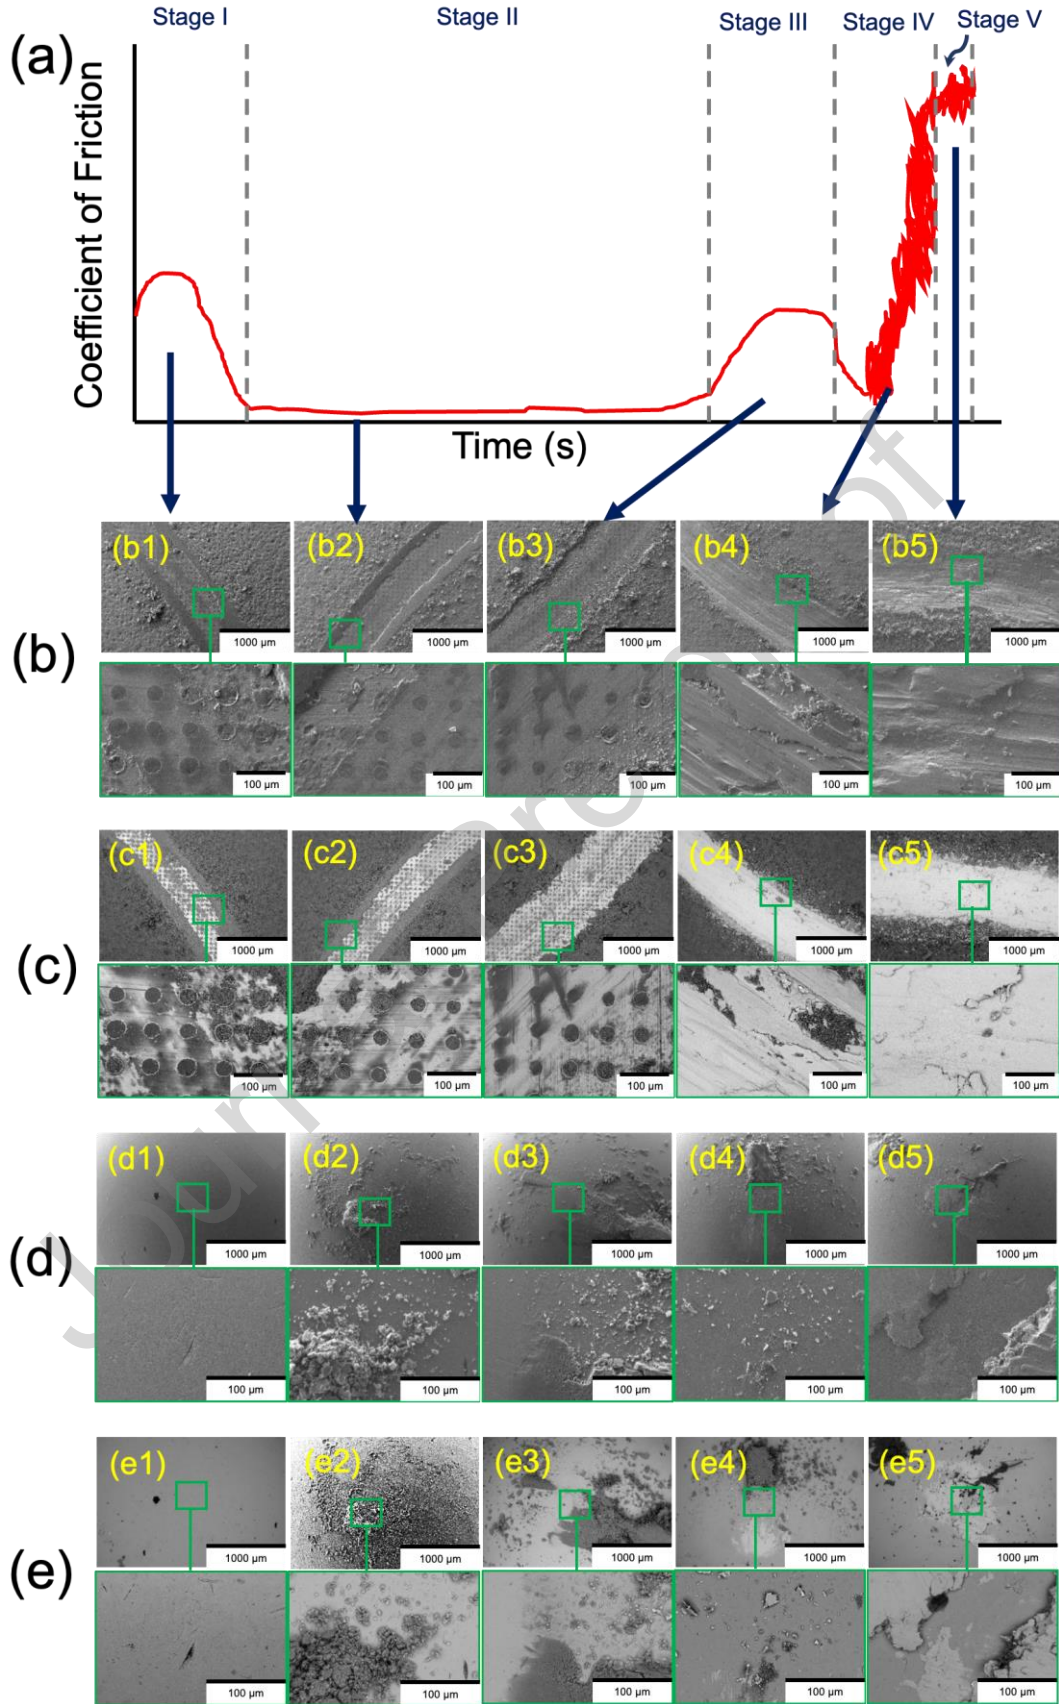 Stage I
Stage II
Stage III
Stage IV
Stage V
(a)
Coefficient of Friction
Time (s)
(b)
(b1)
1000 µm
(b2)
1000 µm
(b3)
1000 µm
(b4)
1000 µm
(b5)
1000 µm
100 µm
100 µm
100 µm
100 µm
100 µm
(c)
(c1)
1000 µm
(c2)
1000 µm
(c3)
1000 µm
(c4)
1000 µm
(c5)
1000 µm
100 µm
100 µm
100 µm
100 µm
100 µm
(d)
(d1)
1000 µm
(d2)
1000 µm
(d3)
1000 µm
(d4)
1000 µm
(d5)
1000 µm
100 µm
100 µm
100 µm
100 µm
100 µm
(e)
(e1)
1000 µm
(e2)
1000 µm
(e3)
1000 µm
(e4)
1000 µm
(e5)
1000 µm
100 µm
100 µm
100 µm
100 µm
100 µm
Journal Pre-proof